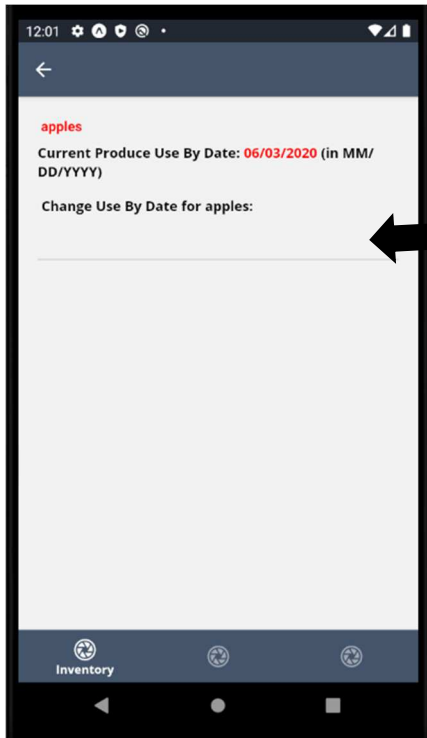 12:01
apples
Current Produce Use By Date: 06/03/2020 (in MM/
DD/YYYY)
Change Use By Date for apples:
Inventory